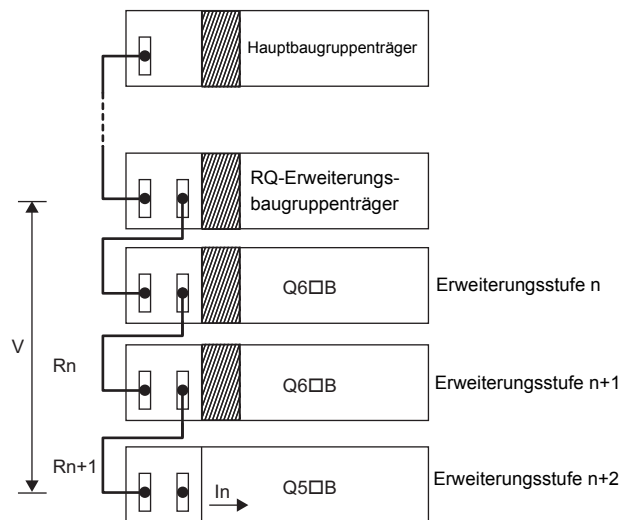 Hauptbaugruppenträger
RQ-Erweiterungs-
baugruppenträger
Q6□B
Erweiterungsstufe n
V
Rn
Q6□B
Erweiterungsstufe n+1
Rn+1
In
Q5□B
Erweiterungsstufe n+2